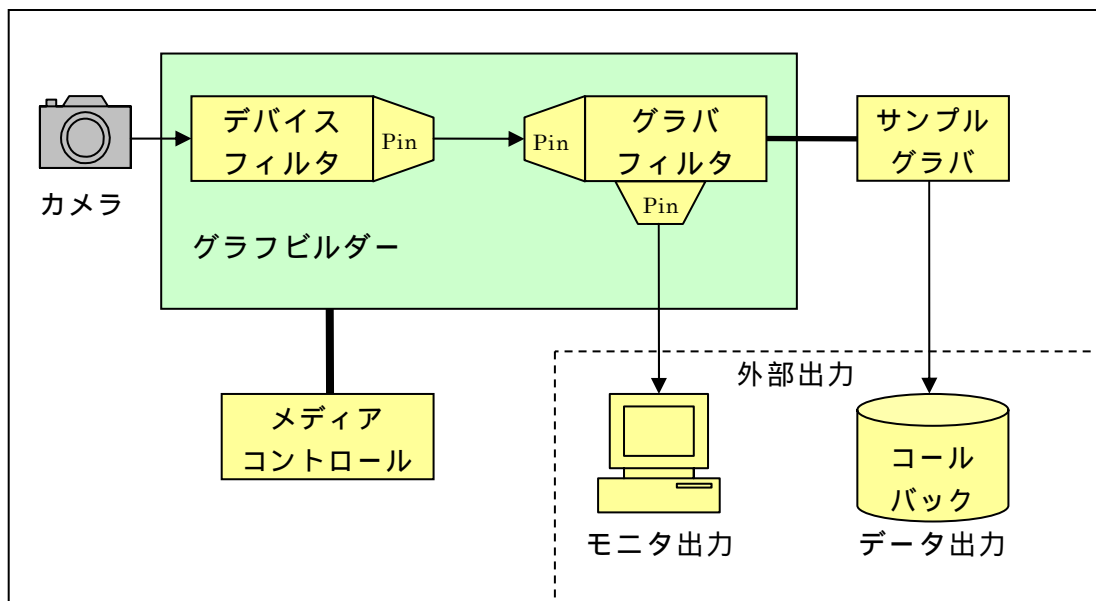 カメラ
デバイス
フィルタ
Pin
Pin
グラバ
フィルタ
Pin
サンプル
グラバ
グラフビルダー
メディア
コントロール
外部出力
モニタ出力
コール
バック
データ出力